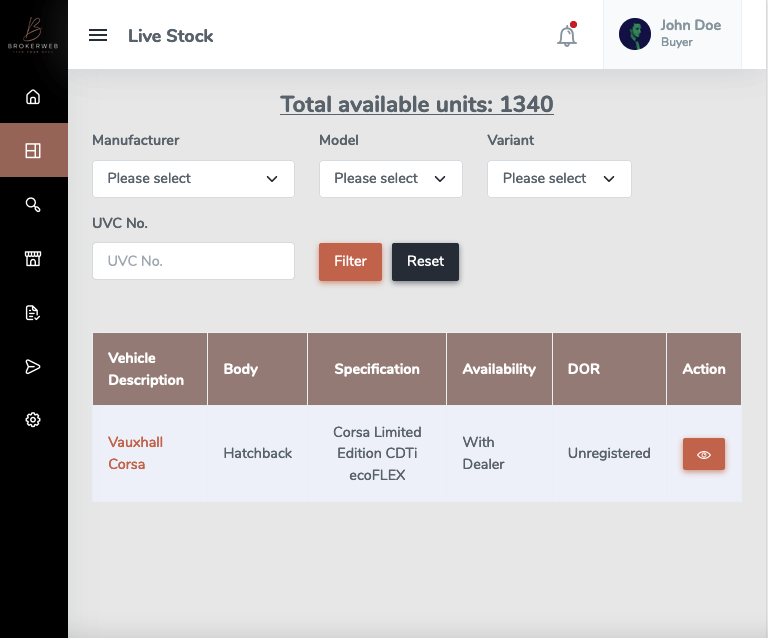 BROKERWEB
Live Stock
John Doe
Buyer
Total available units: 1340
Manufacturer
Model
Variant
Please select
Please select
Please select
UVC No.
UVC No.
Filter
Reset
Vehicle
Description
Body
Specification
Availability
DOR
Action
Vauxhall
Corsa
Hatchback
Corsa Limited
Edition CDTi
ecoFLEX
With
Dealer
Unregistered